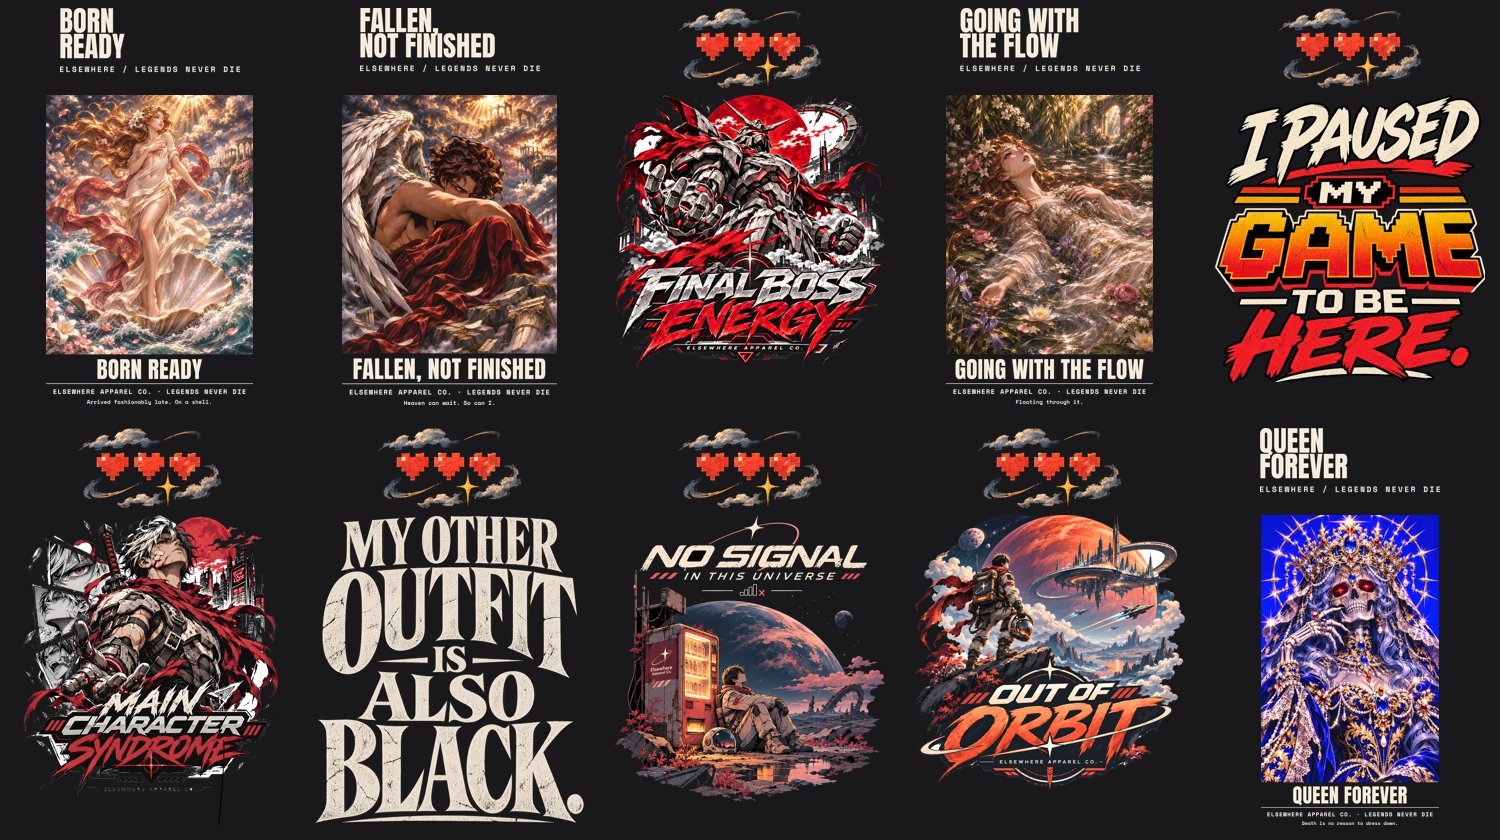 BORN
READY
ELSEWHERE / LEGENDS NEVER DIE
BORN READY
ELSEWHERE APPAREL CO. · LEGENDS NEVER DIE
Arrived fashionably late. On a shell.
FALLEN,
NOT FINISHED
ELSEWHERE / LEGENDS NEVER DIE
FALLEN, NOT FINISHED
ELSEWHERE APPAREL CO. · LEGENDS NEVER DIE
Heaven can wait. So can I.
FINAL BOSS
ENERGY
ELSEWHERE APPAREL CO.
GOING WITH
THE FLOW
ELSEWHERE / LEGENDS NEVER DIE
GOING WITH THE FLOW
ELSEWHERE APPAREL CO. · LEGENDS NEVER DIE
Floating through it.
I PAUSED
MY
GAME
TO BE
HERE.
MAIN
CHARACTER
SYNDROME
ELSEWHERE APPAREL CO.
MY OTHER
OUTFIT
IS
ALSO
BLACK.
NO SIGNAL
IN THIS UNIVERSE
Elsewhere
Apparel Co.
OUT OF
ORBIT
ELSEWHERE APPAREL CO.
QUEEN
FOREVER
ELSEWHERE / LEGENDS NEVER DIE
QUEEN FOREVER
ELSEWHERE APPAREL CO. · LEGENDS NEVER DIE
Death is no reason to dress down.